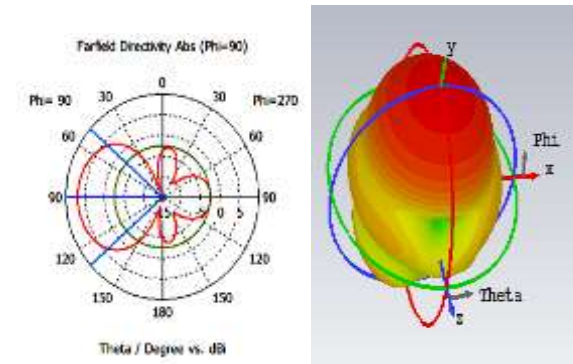 Farfield Directivity Abs (Phi=90)
0
Phi= 90 30 30 Phi=270
60 60
90 -5 0 5 90
120 120
150 150
180
Theta / Degree vs. dBi
y
Phi
x
Theta
z